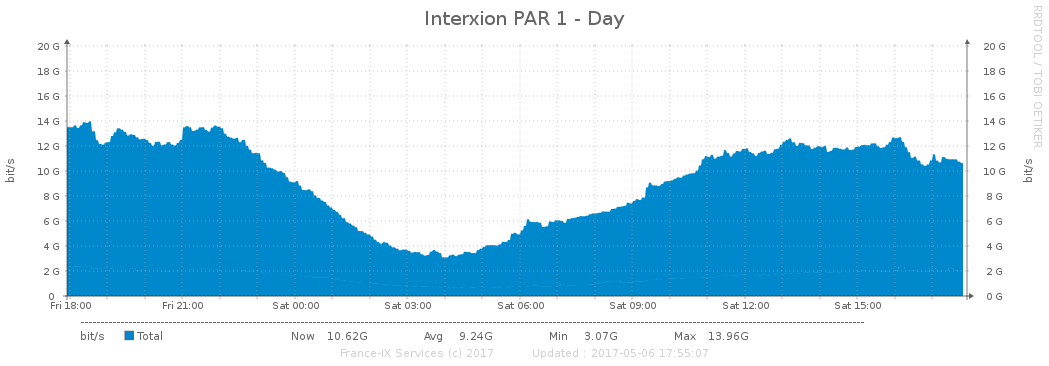 Interxion PAR 1 - Day
RRDTOOL / TOBI OETIKER
bit/s
20 G 20 G
18 G 18 G
16 G 16 G
14 G 14 G
12 G 12 G
10 G 10 G
8 G 8 G
6 G 6 G
4 G 4 G
2 G 2 G
0 0 G
bit/s
Fri 18:00 Fri 21:00 Sat 00:00 Sat 03:00 Sat 06:00 Sat 09:00 Sat 12:00 Sat 15:00
bit/s Total Now 10.62G Avg 9.24G Min 3.07G Max 13.96G
France-IX Services (c) 2017 Updated : 2017-05-06 17:55:07